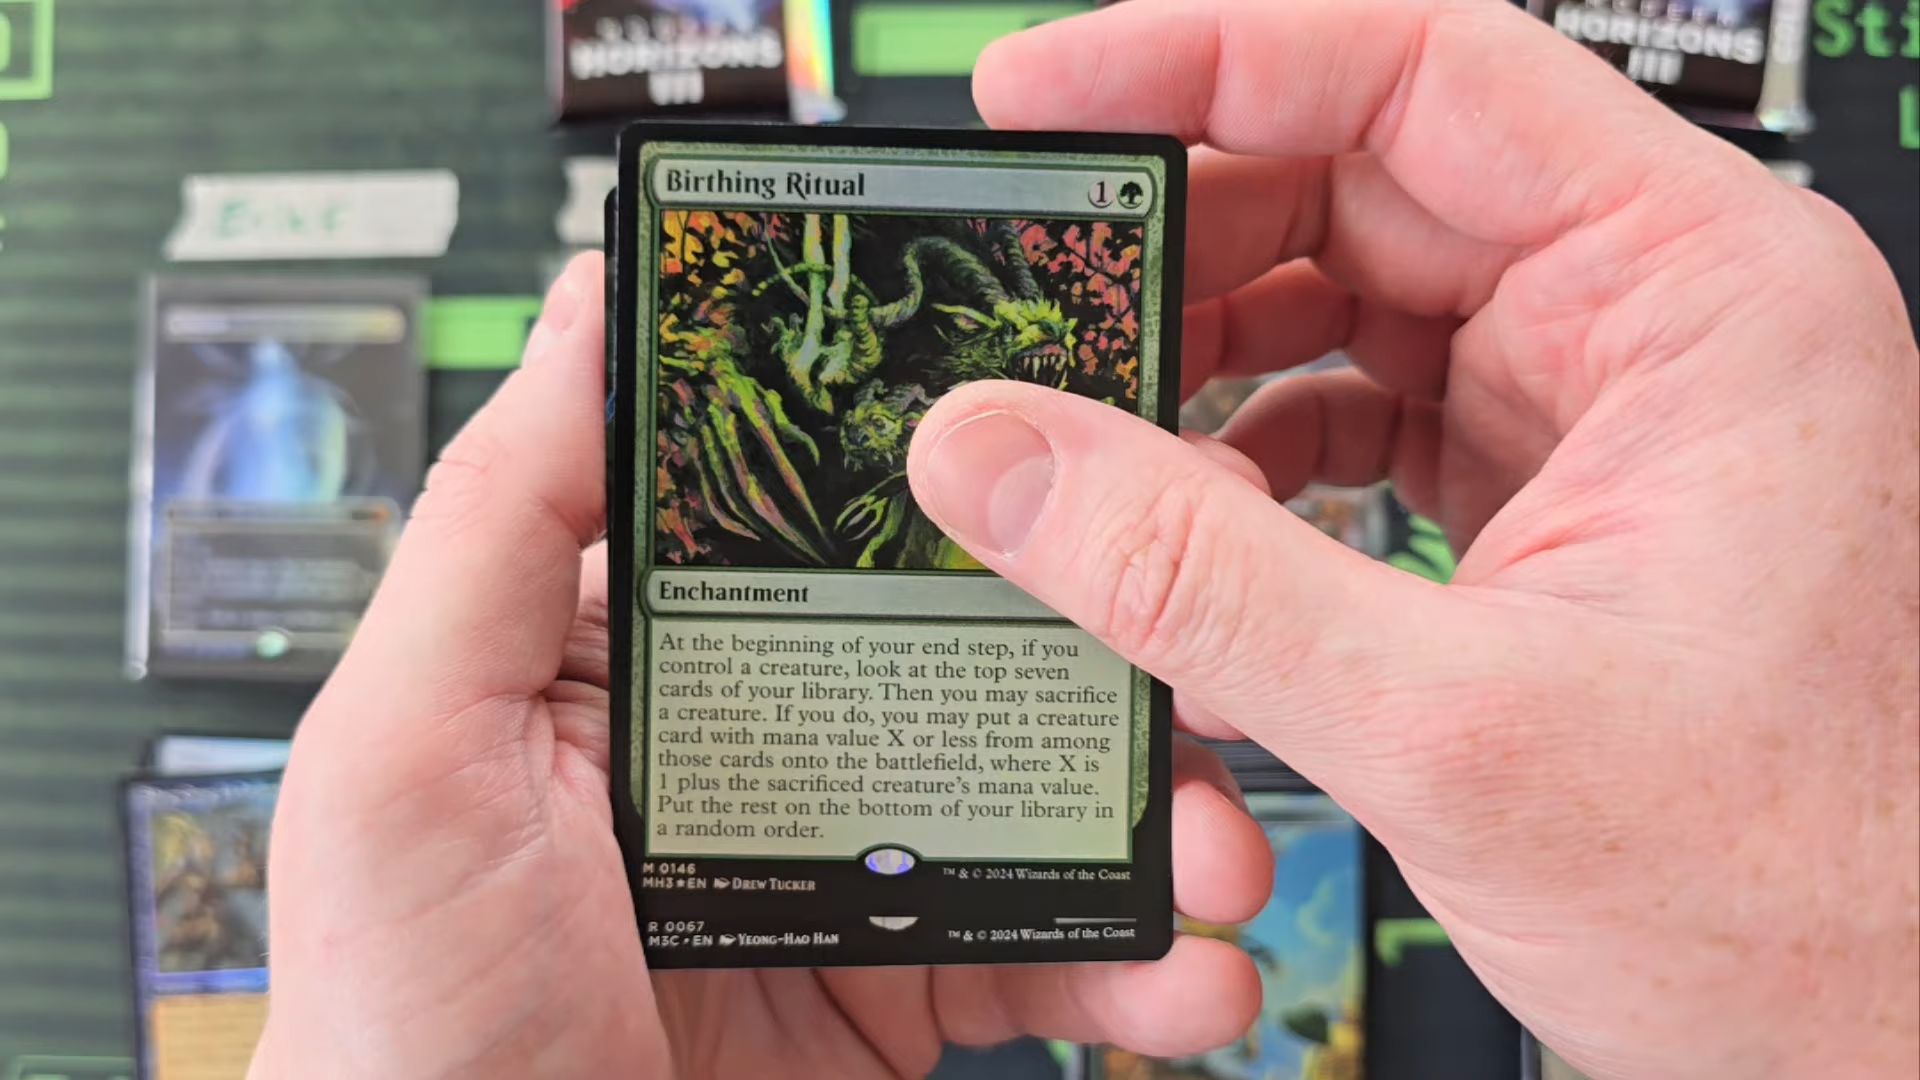 HORIZONS
III
HORIZONS
III
Sti
L
Birthing Ritual
1
Enchantment
At the beginning of your end step, if you
control a creature, look at the top seven
cards of your library. Then you may sacrifice
a creature. If you do, you may put a creature
card with mana value X or less from among
those cards onto the battlefield, where X is
1 plus the sacrificed creature's mana value.
Put the rest on the bottom of your library in
a random order.
M 0146
MH3★EN DREW TUCKER
™ & © 2024 Wizards of the Coast
R 0067
M3C • EN YEONG-HAO HAN
™ & © 2024 Wizards of the Coast